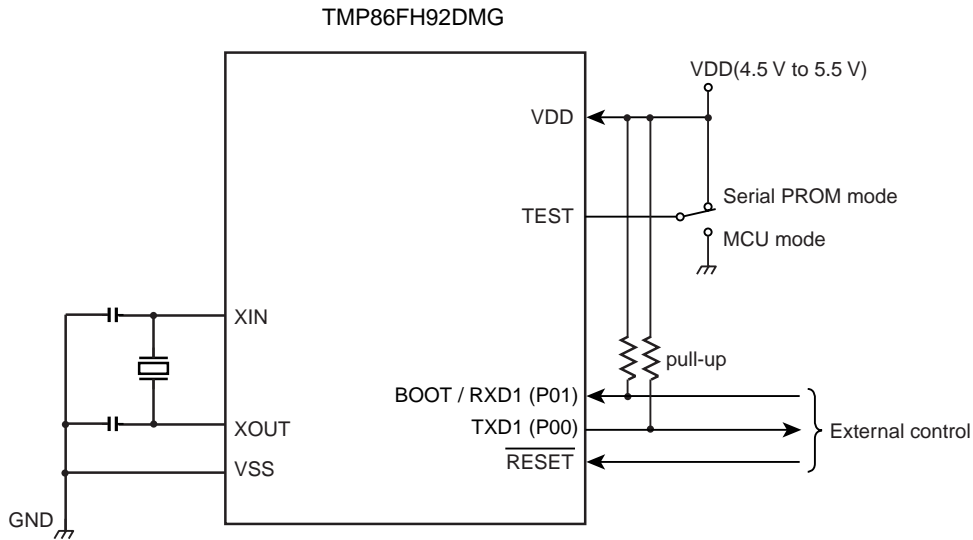 TMP86FH92DMG
VDD(4.5 V to 5.5 V)
VDD
Serial PROM mode
TEST
MCU mode
XIN
pull-up
BOOT / RXD1 (P01)
XOUT
TXD1 (P00)
External control
RESET
VSS
GND